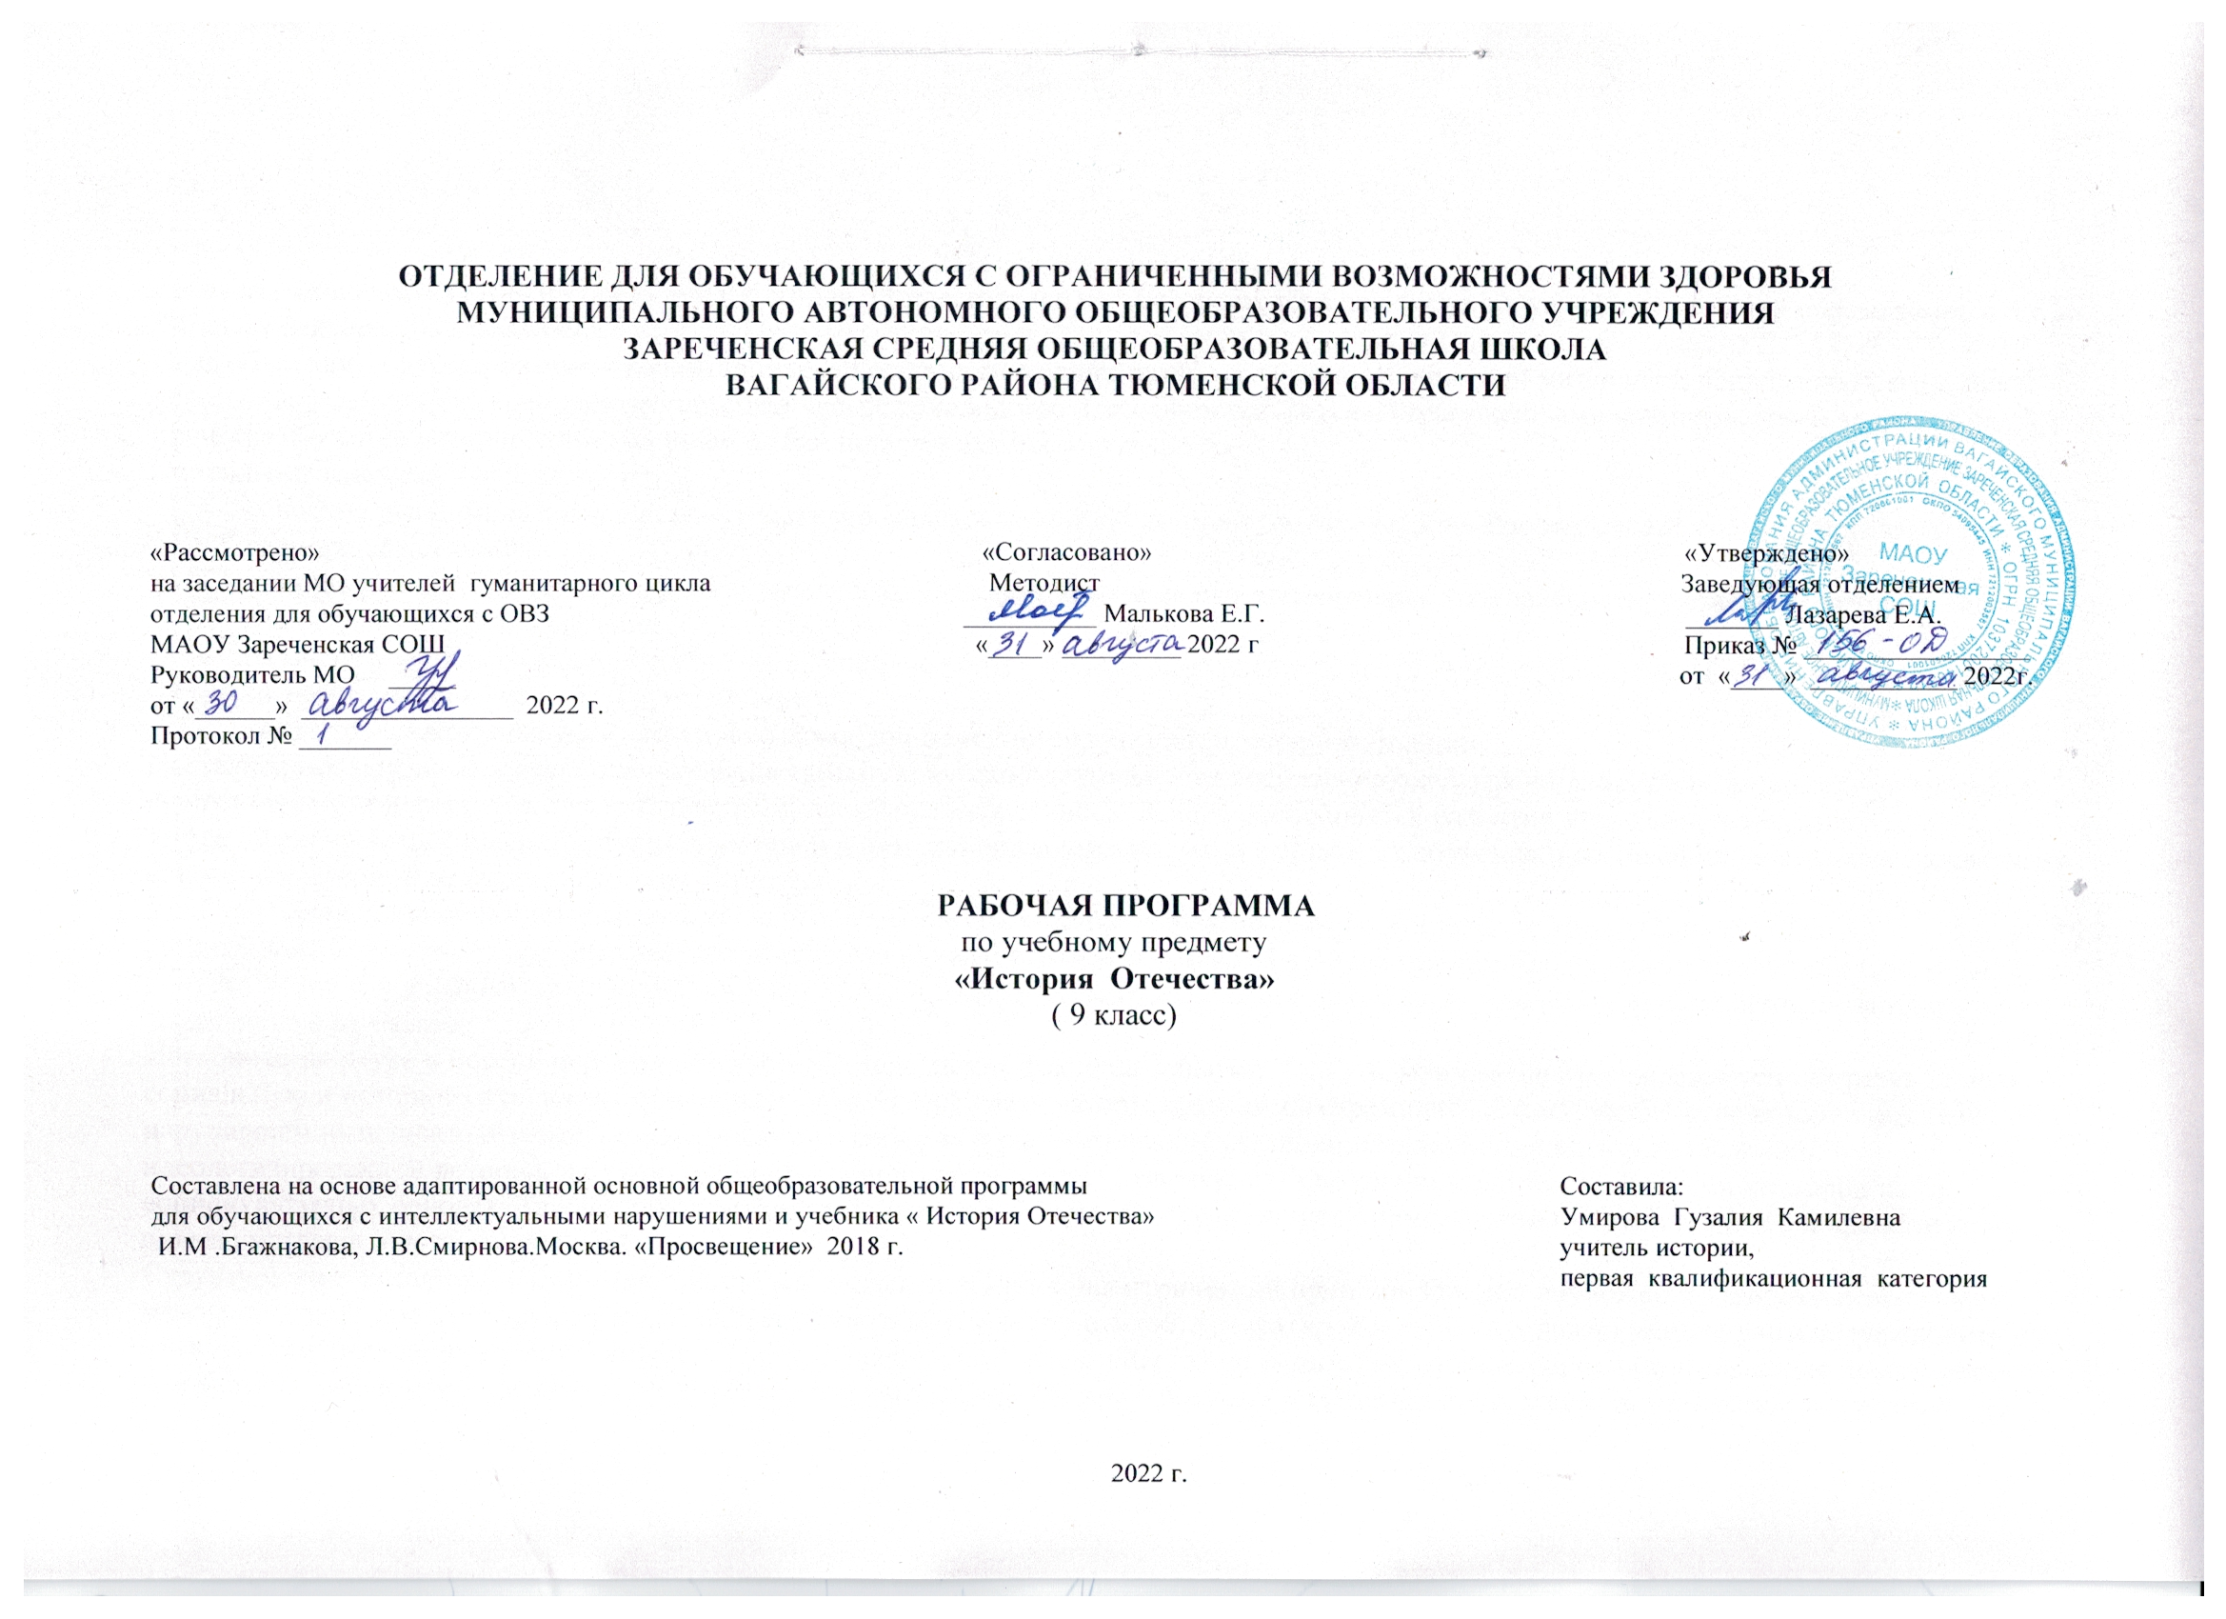 ОТДЕЛЕНИЕ ДЛЯ ОБУЧАЮЩИХСЯ С ОГРАНИЧЕННЫМИ ВОЗМОЖНОСТЯМИ ЗДОРОВЬЯ
МУНИЦИПАЛЬНОГО АВТОНОМНОГО ОБЩЕОБРАЗОВАТЕЛЬНОГО УЧРЕЖДЕНИЯ
ЗАРЕЧЕНСКАЯ СРЕДНЯЯ ОБЩЕОБРАЗОВАТЕЛЬНАЯ ШКОЛА
ВАГАЙСКОГО РАЙОНА ТЮМЕНСКОЙ ОБЛАСТИ
«Рассмотрено»
на заседании МО учителей гуманитарного цикла
отделения для обучающихся с ОВЗ
МАОУ Зареченская СОШ
Руководитель МО
от «30» августа 2022 г.
Протокол № 1
«Согласовано»
Методист
Малькова Е.Г.
«31» августа 2022 г
«Утверждено»
Заведующая отделением
Лазарева Е.А.
Приказ № 156-ОД
от «31» августа 2022г.
МАОУ
Зареченская
СОШ
РАБОЧАЯ ПРОГРАММА
по учебному предмету
«История Отечества»
( 9 класс)
Составлена на основе адаптированной основной общеобразовательной программы
для обучающихся с интеллектуальными нарушениями и учебника « История Отечества»
И.М .Бгажнакова, Л.В.Смирнова.Москва. «Просвещение» 2018 г.
Составила:
Умирова Гузалия Камилевна
учитель истории,
первая квалификационная категория
2022 г.